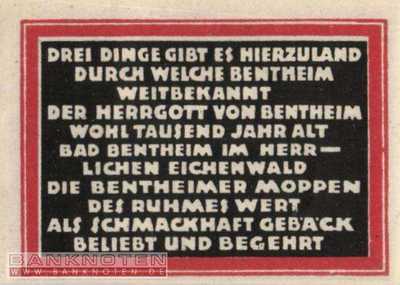 DREI DINGE GIBT ES HIERZULAND
DURCH WELCHE BENTHEIM
WEITBEKANNT
DER HERRGOTT VON BENTHEIM
WOHL TAUSEND JAHR ALT
BAD BENTHEIM IM HERR—
LICHEN EICHENWALD
DIE BENTHEIMER MOPPEN
DES RUHMES WERT
ALS SCHMACKHAFT GEBÄCK
BELIEBT UND BEGEHRT
BANKNOTEN
WWW.BANKNOTEN.DE